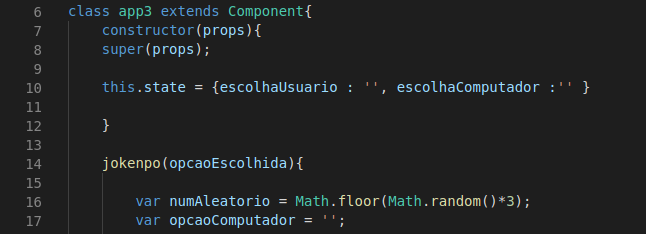 6 class app3 extends Component{
7 constructor(props){
8 super(props);
9
10 this.state = {escolhaUsuario : '', escolhaComputador :'' }
11
12 }
13
14 jokenpo(opcaoEscolhida){
15
16 var numAleatorio = Math.floor(Math.random()*3);
17 var opcaoComputador = '';